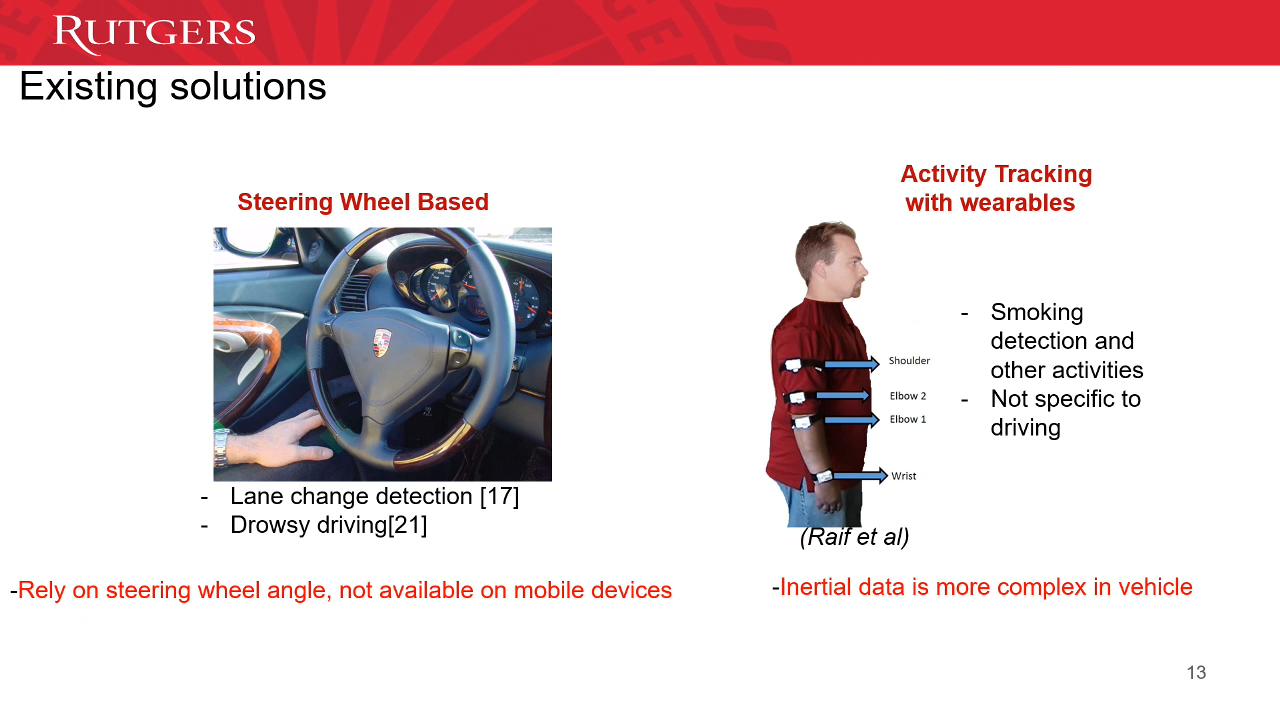 RUTGERS
Existing solutions
Steering Wheel Based
- Lane change detection [17]
- Drowsy driving[21]
-Rely on steering wheel angle, not available on mobile devices
Activity Tracking
with wearables
Shoulder
Elbow 2
Elbow 1
Wrist
(Raif et al)
- Smoking
detection and
other activities
- Not specific to
driving
-Inertial data is more complex in vehicle
13